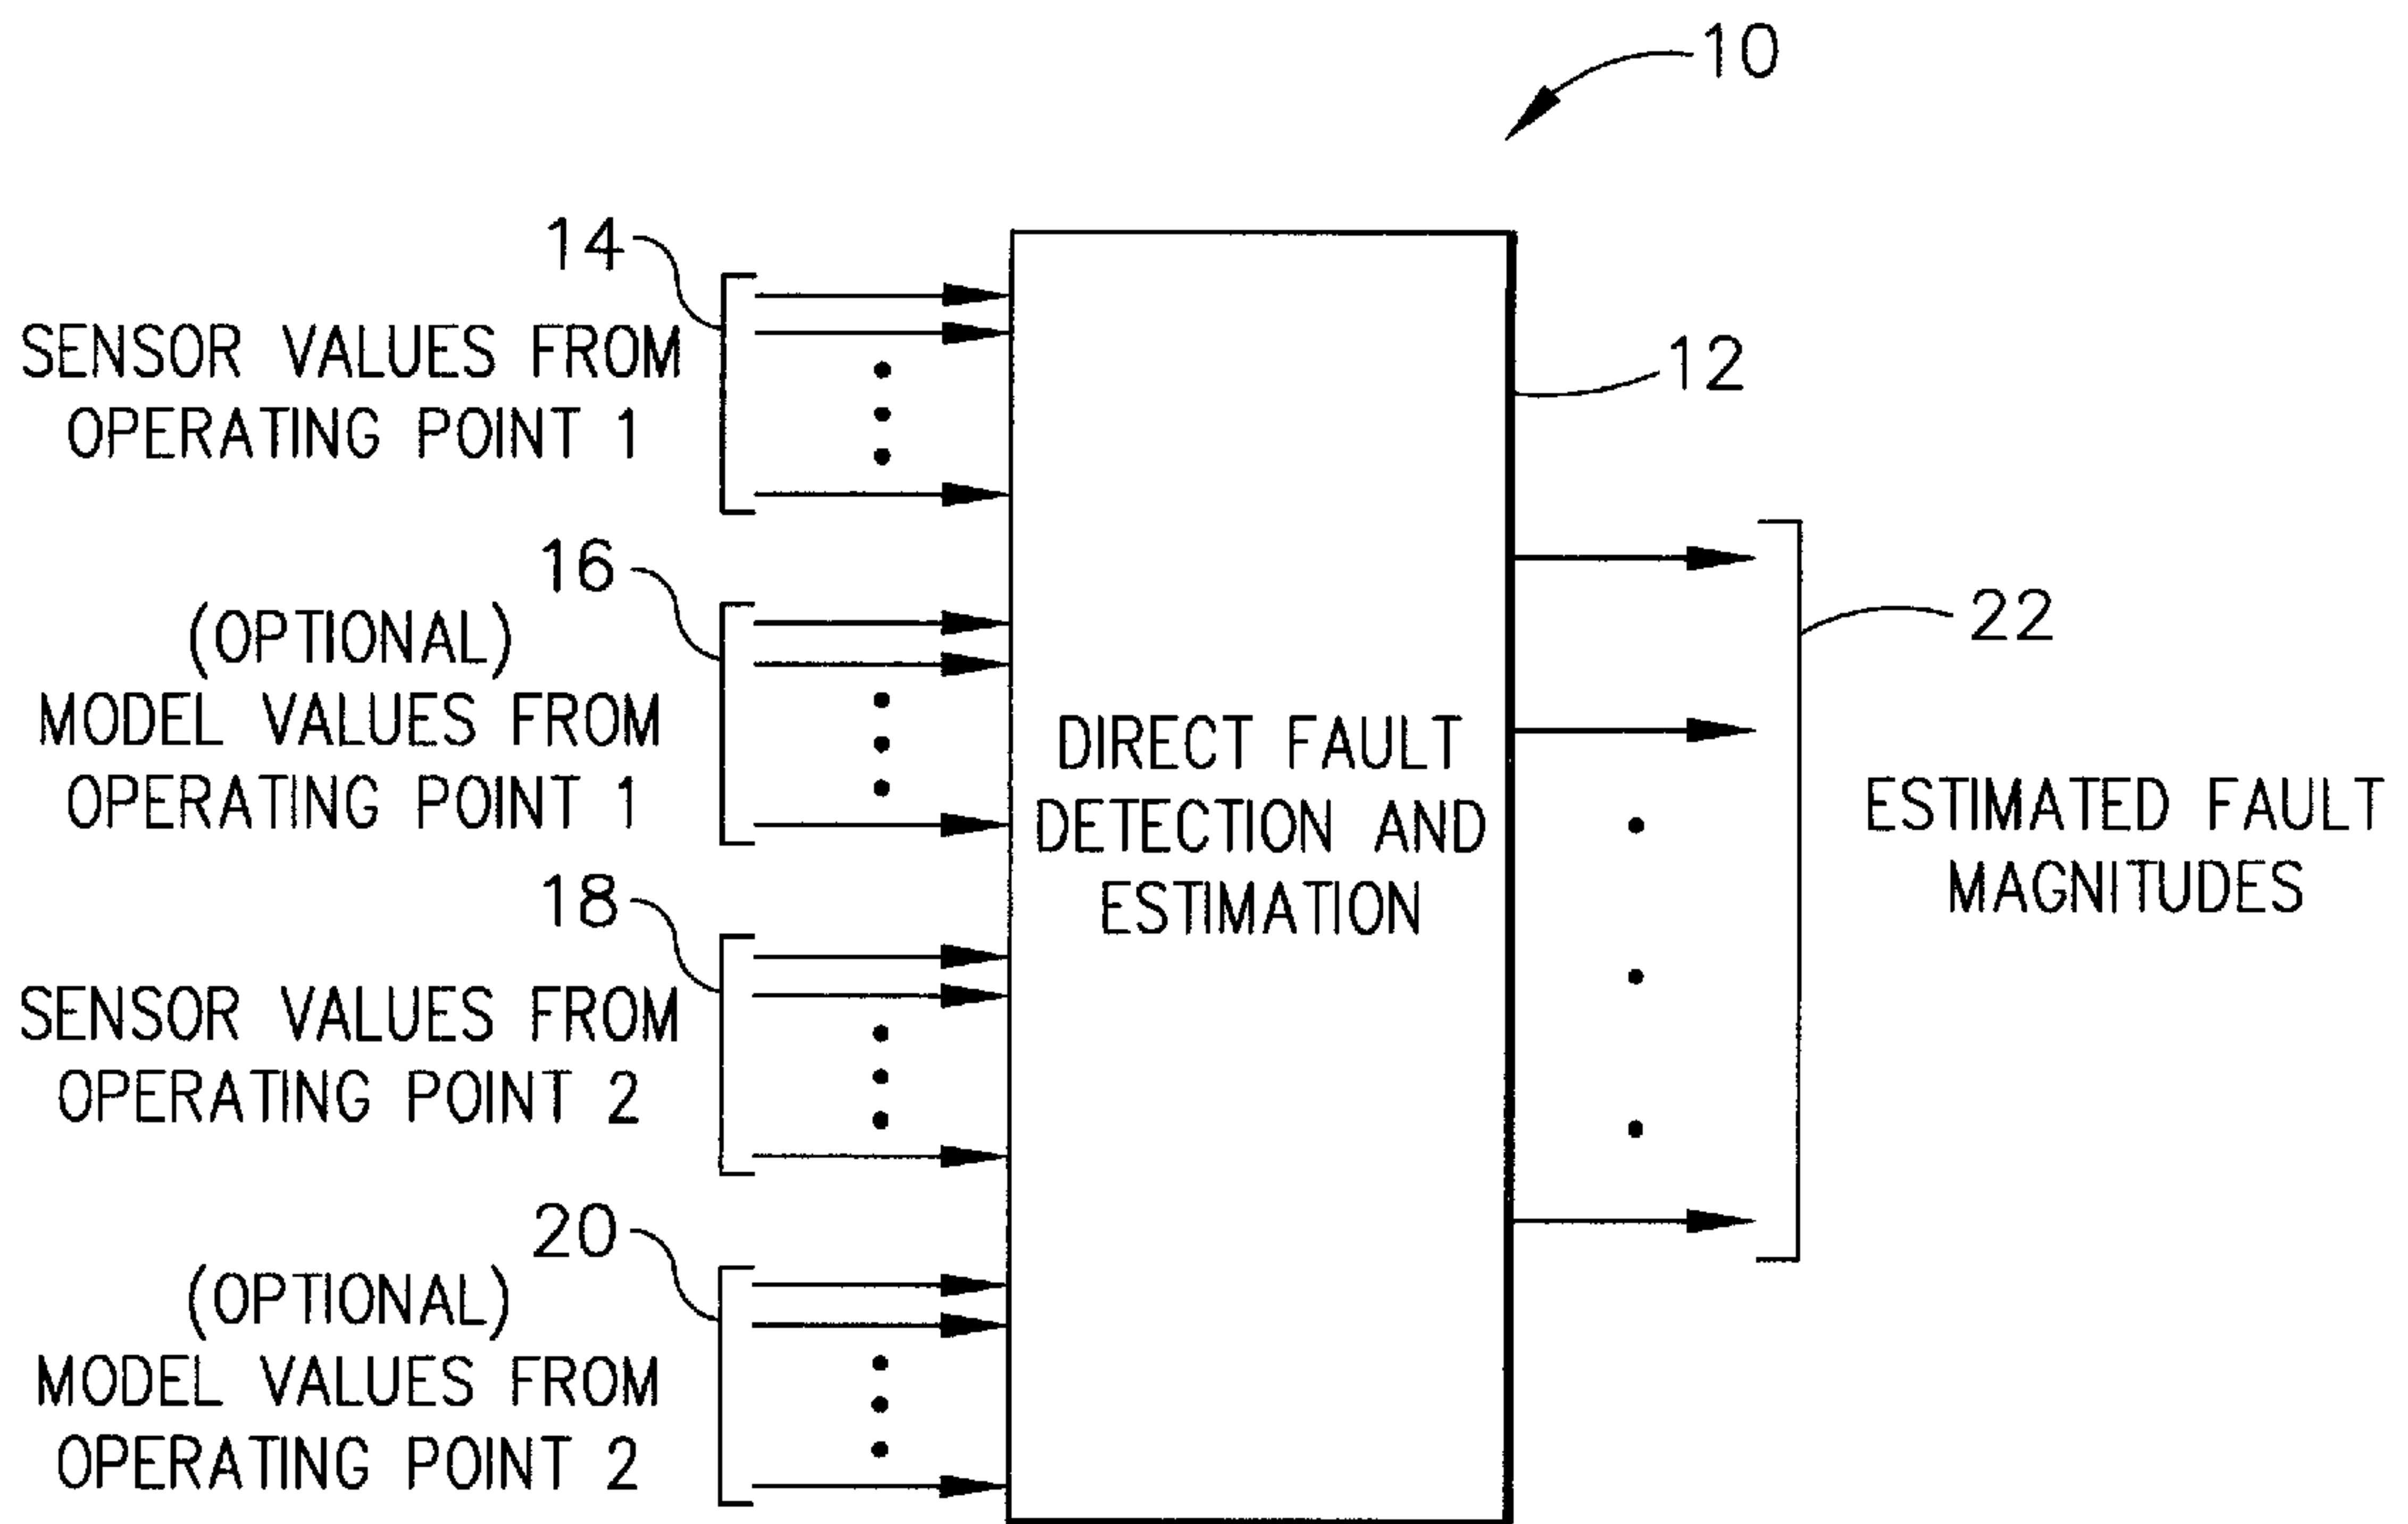 10
14
SENSOR VALUES FROM
OPERATING POINT 1
12
16
(OPTIONAL)
MODEL VALUES FROM
OPERATING POINT 1
DIRECT FAULT
DETECTION AND
ESTIMATION
22
ESTIMATED FAULT
MAGNITUDES
18
SENSOR VALUES FROM
OPERATING POINT 2
20
(OPTIONAL)
MODEL VALUES FROM
OPERATING POINT 2